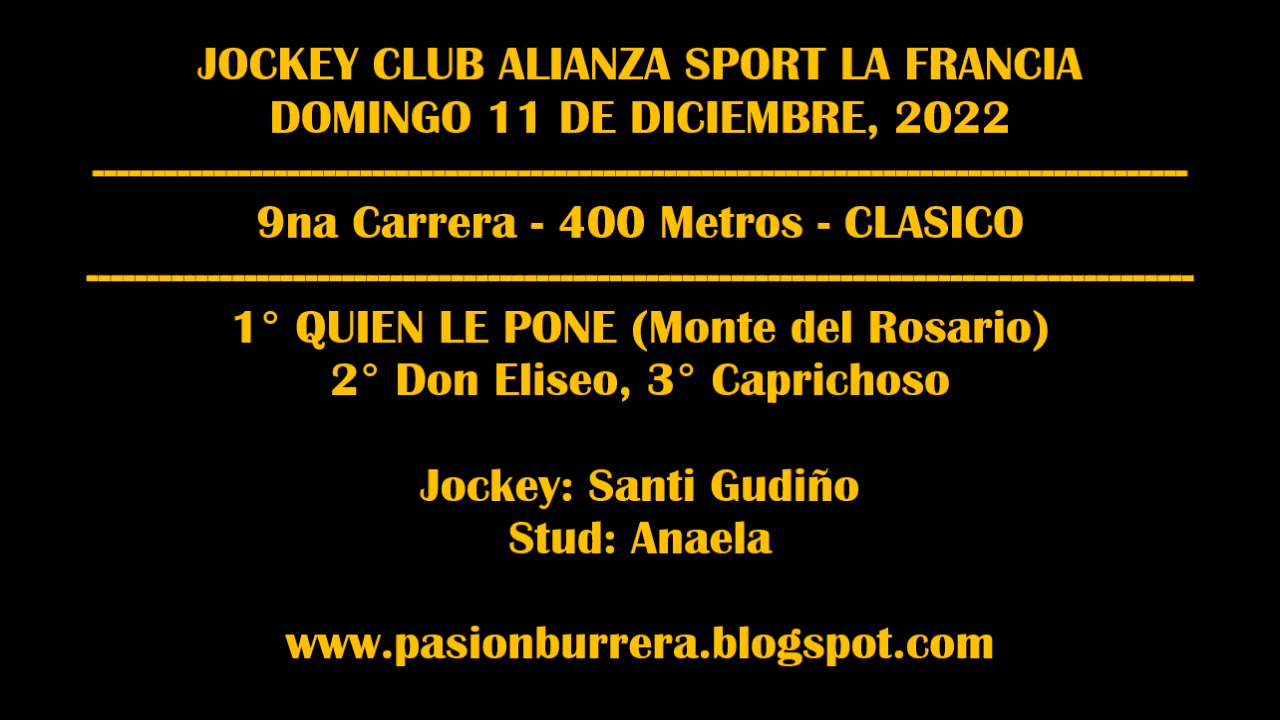 JOCKEY CLUB ALIANZA SPORT LA FRANCIA
DOMINGO 11 DE DICIEMBRE, 2022
9na Carrera - 400 Metros - CLASICO
1° QUIEN LE PONE (Monte del Rosario)
2° Don Eliseo, 3° Caprichoso
Jockey: Santi Gudiño
Stud: Anaela
www.pasionburrera.blogspot.com